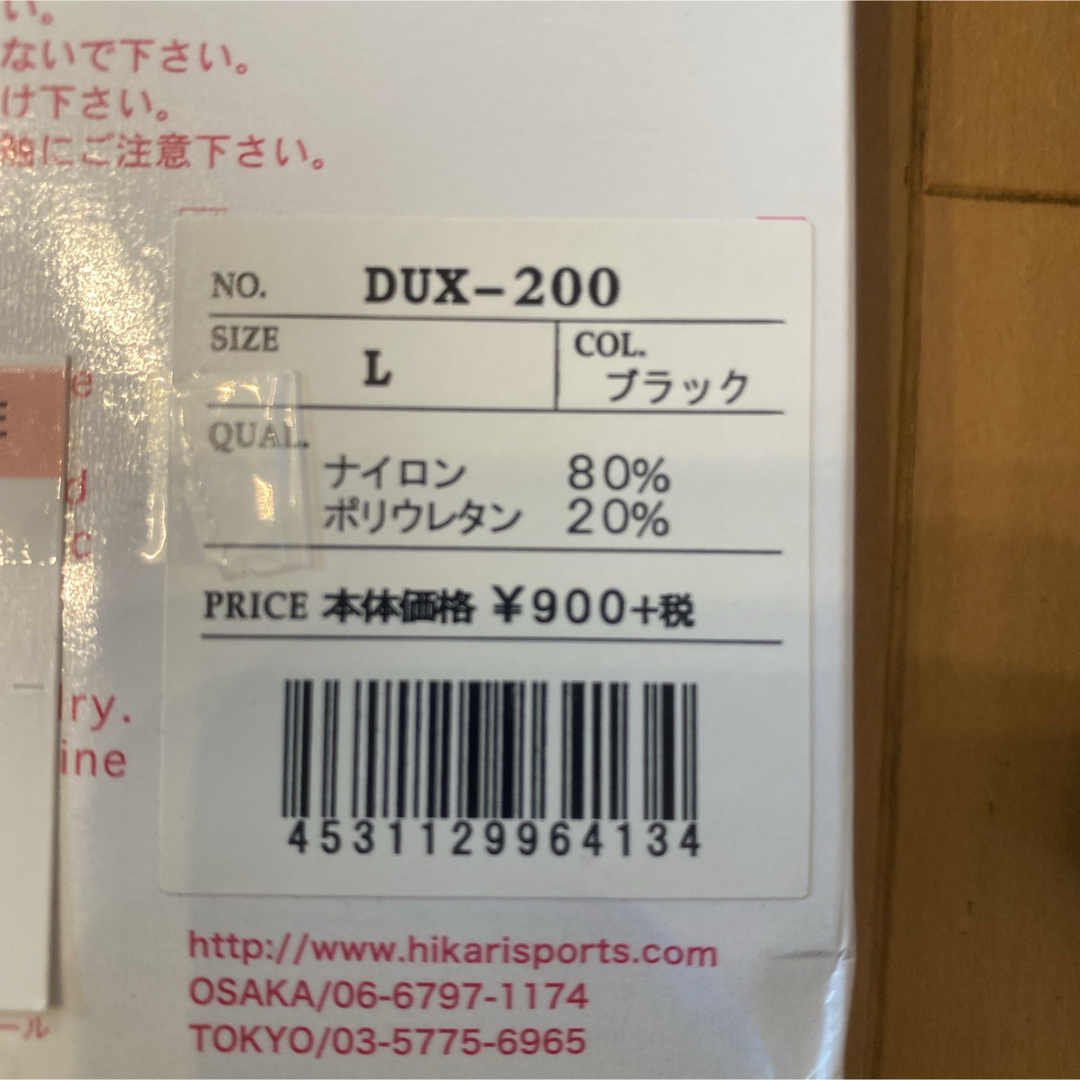 い。
ないで下さい。
け下さい。
にご注意下さい。
NO. DUX-200
SIZE L
COL. ブラック
QUAL.
ナイロン 80%
ポリウレタン 20%
PRICE 本体価格 ¥900+税
4531129964134
e
d
c
ry.
ine
http://www.hikarisports.com
OSAKA/06-6797-1174
TOKYO/03-5775-6965
ール